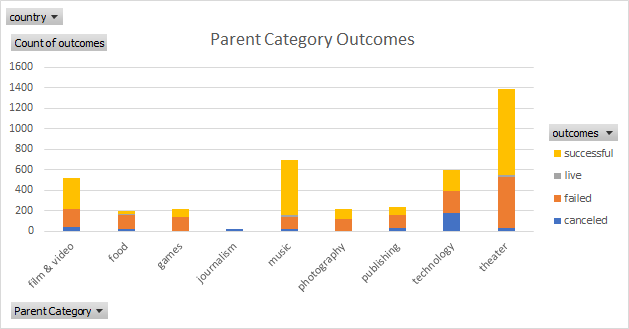 country
Count of outcomes
Parent Category Outcomes
1600
1400
1200
1000
800
600
400
200
0
film & video
food
games
journalism
music
photography
publishing
technology
theater
outcomes
successful
live
failed
canceled
Parent Category